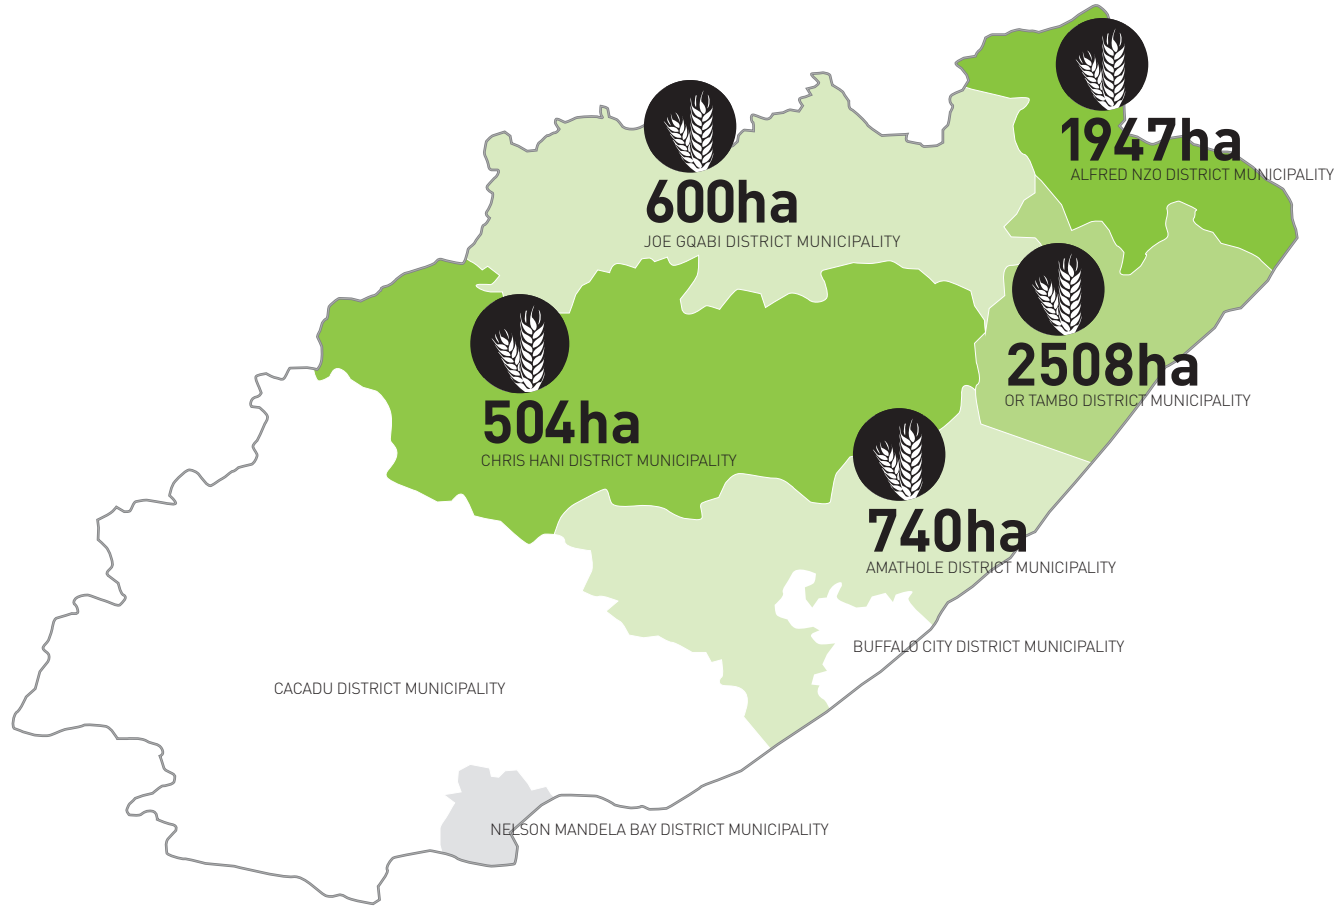 1947ha
ALFRED NZO DISTRICT MUNICIPALITY
600ha
JOE GQABI DISTRICT MUNICIPALITY
2508ha
OR TAMBO DISTRICT MUNICIPALITY
504ha
CHRIS HANI DISTRICT MUNICIPALITY
740ha
AMATHOLE DISTRICT MUNICIPALITY
BUFFALO CITY DISTRICT MUNICIPALITY
CACADU DISTRICT MUNICIPALITY
NELSON MANDELA BAY DISTRICT MUNICIPALITY